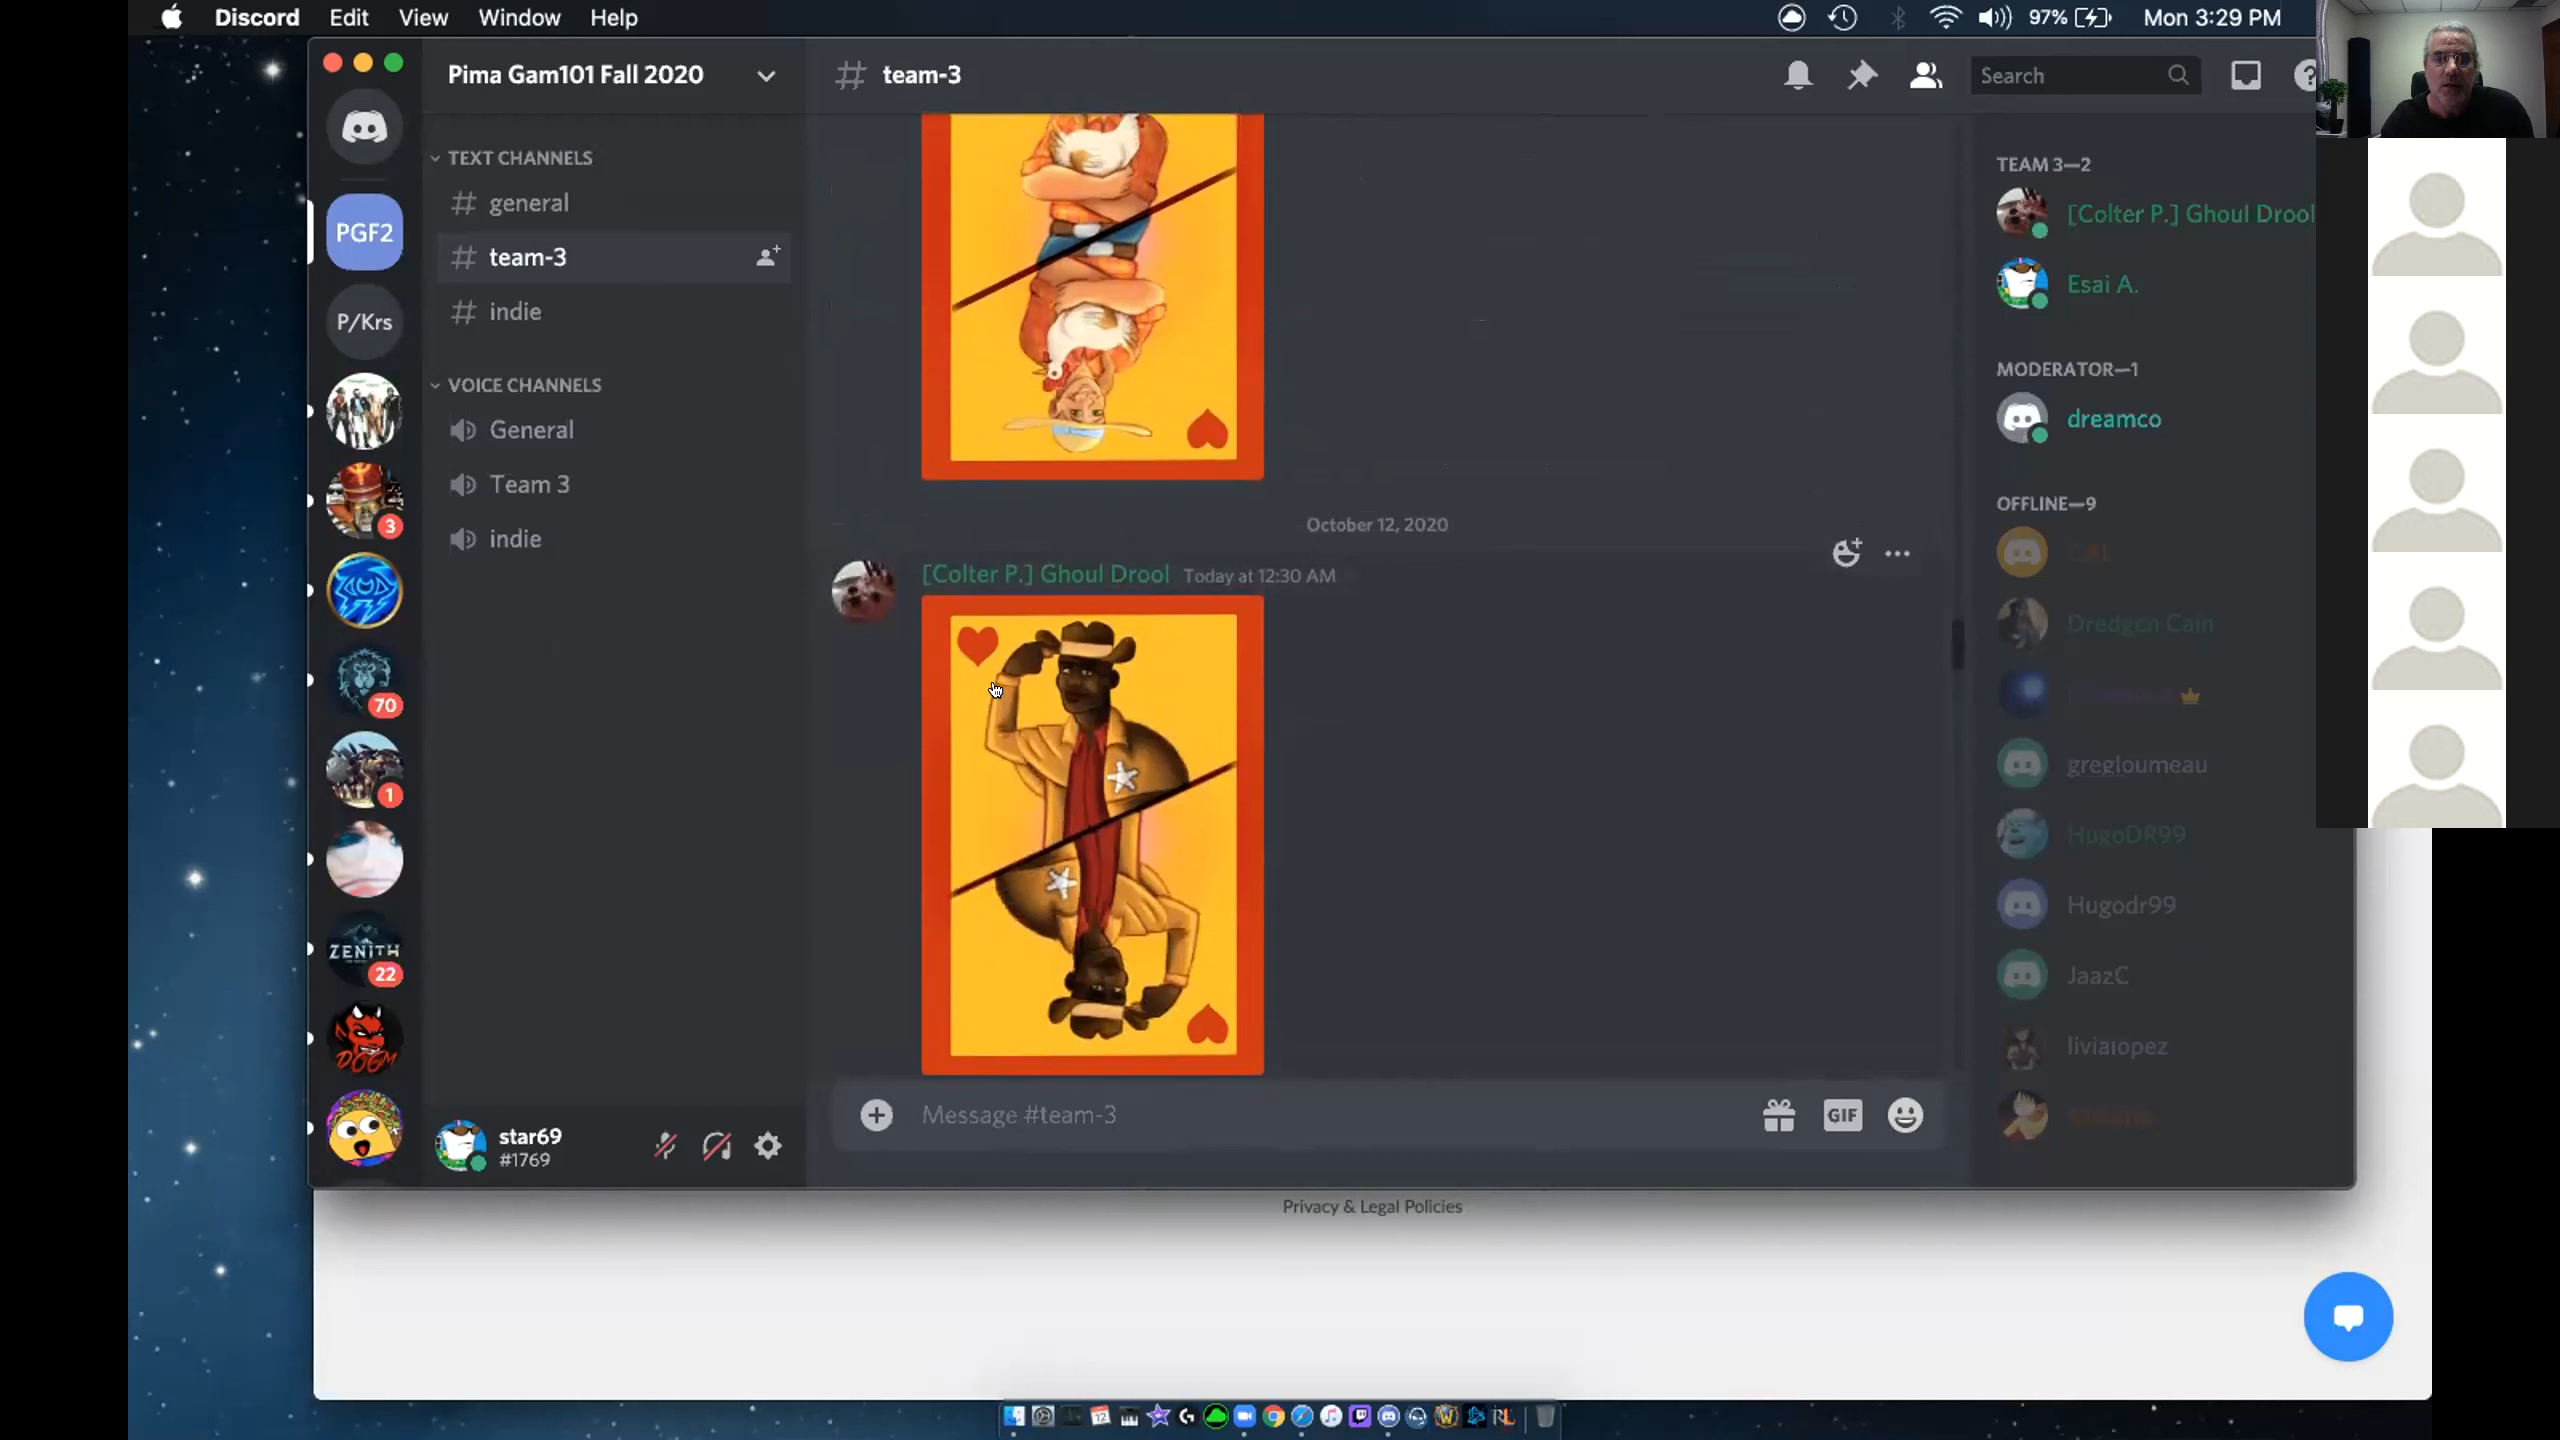 Discord Edit View Window Help
97% Mon 3:29 PM
Pima Gam101 Fall 2020
# team-3
Search
PGF2
P/Krs
3
70
1
ZENITH
22
DOOM
TEXT CHANNELS
# general
# team-3
# indie
VOICE CHANNELS
General
Team 3
indie
October 12, 2020
[Colter P.] Ghoul Drool Today at 12:30 AM
Message #team-3
GIF
star69
#1769
TEAM 3—2
[Colter P.] Ghoul Drool
Esai A.
MODERATOR—1
dreamco
OFFLINE—9
Dredgen Cain
gregloumeau
HugoDR99
Hugodr99
JaazC
livialopez
Privacy & Legal Policies